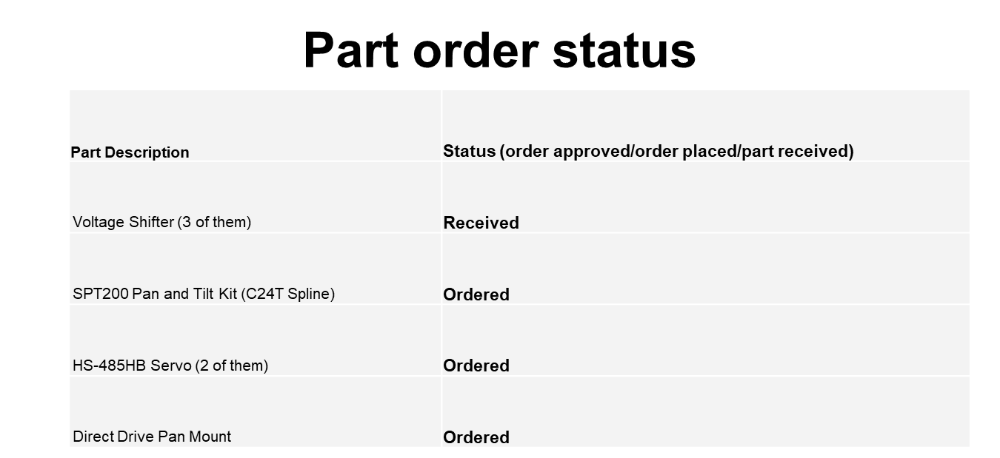 Part order status
Part Description
Status (order approved/order placed/part received)
Voltage Shifter (3 of them)
Received
SPT200 Pan and Tilt Kit (C24T Spline)
Ordered
HS-485HB Servo (2 of them)
Ordered
Direct Drive Pan Mount
Ordered